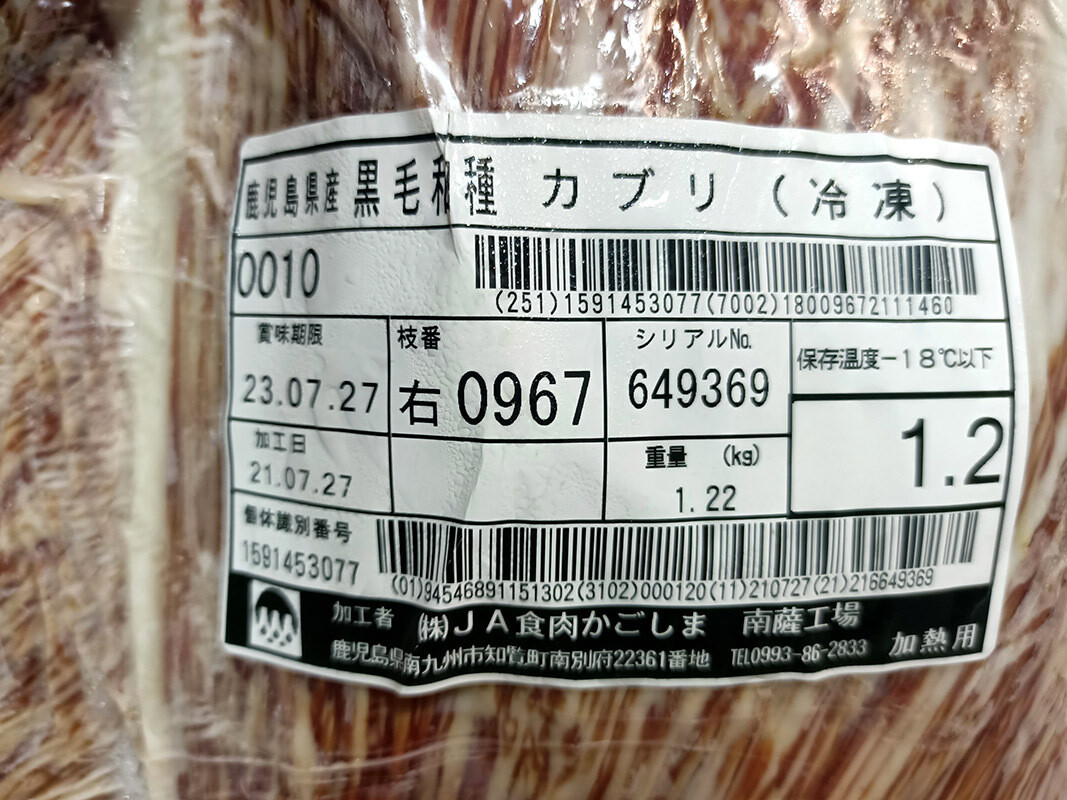 鹿児島県産 黒毛和種 カブリ (冷凍)
0010
(251)1591453077(7002)18009672111460
賞味期限
23.07.27
枝番
右 0967
シリアルNo.
649369
保存温度-18℃以下
加工日
21.07.27
重量 (kg)
1.22
1.2
個体識別番号
1591453077
(01)94546891151302(3102)000120(11)210727(21)216649369
加工者 (株)JA食肉かごしま 南薩工場
鹿児島県南九州市知覧町南別府22361番地 TEL0993-86-2833 加熱用